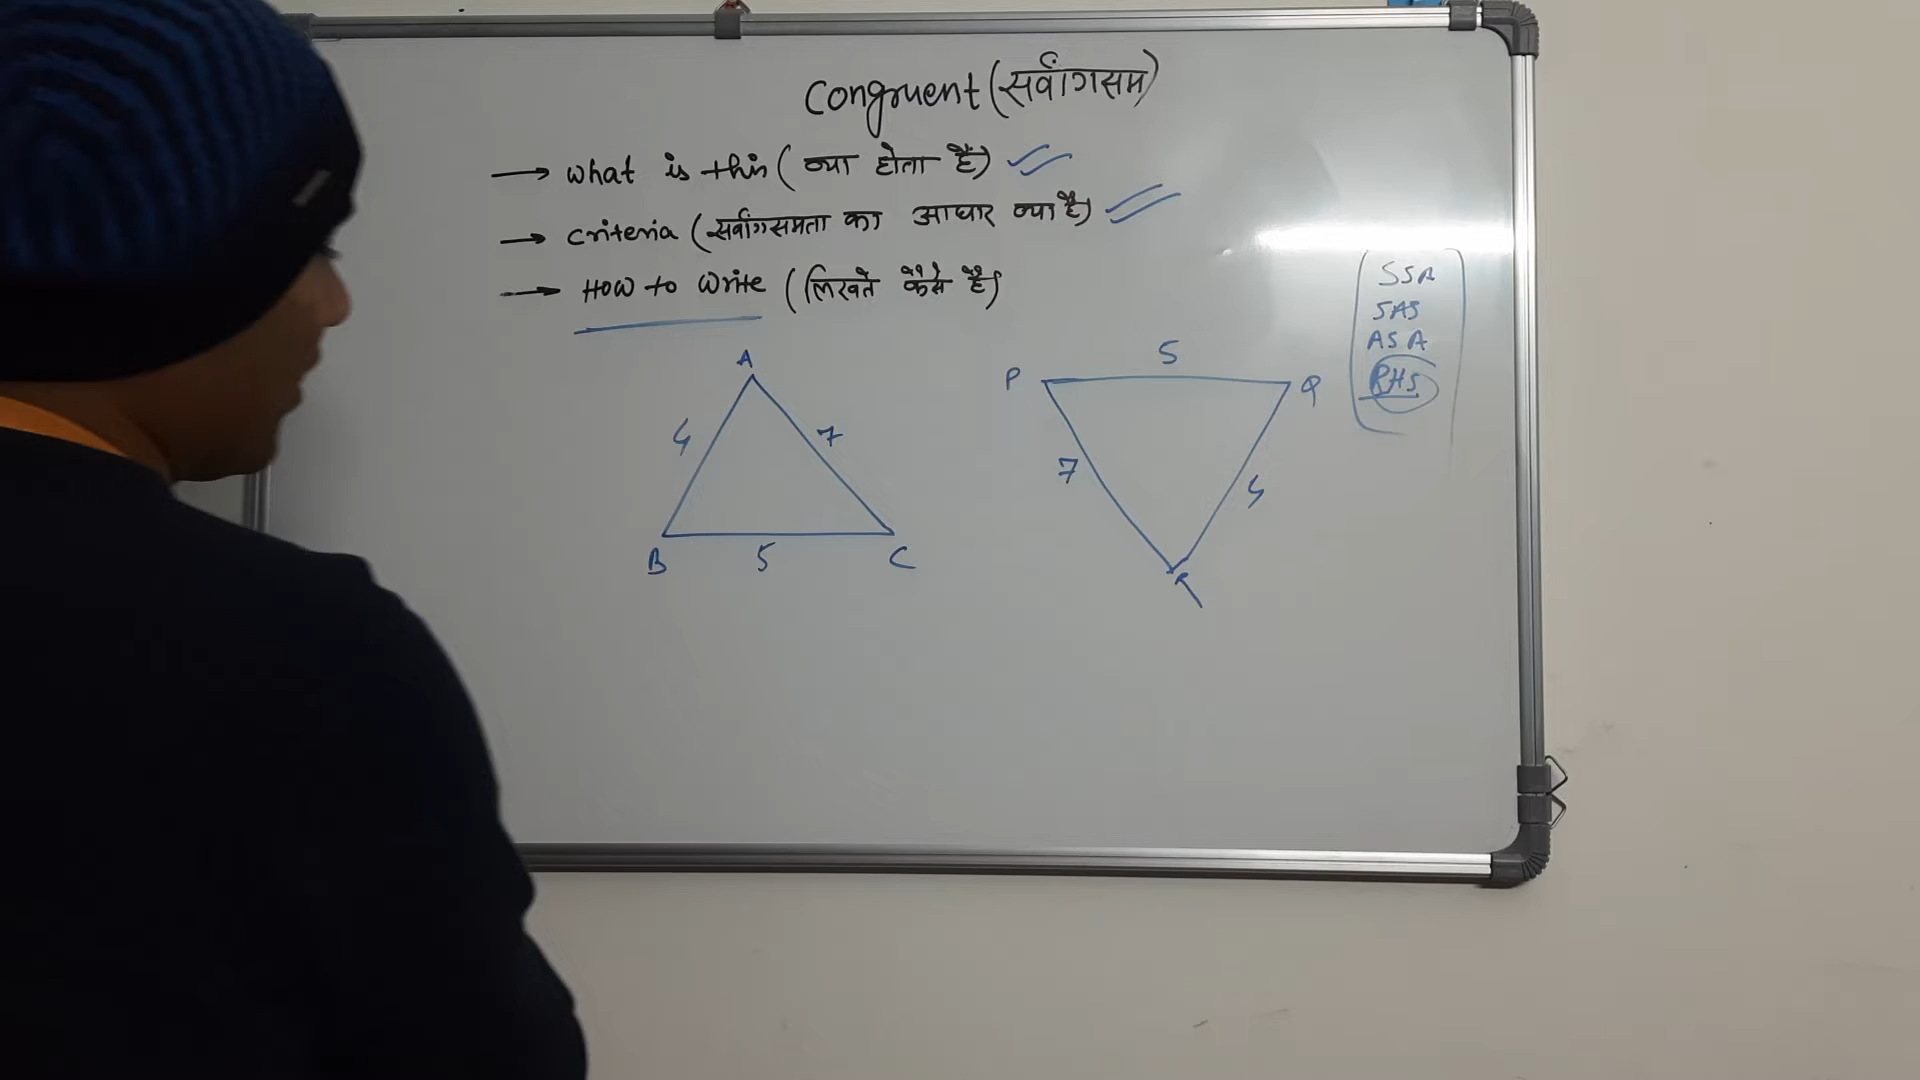 Congruent (सर्वांगसम)
→ What is this (क्या होता है)
→ Criteria (सर्वांगसमता का आधार क्या है)
→ How to Write (लिखते कैसे है)
SSA
SAS
ASA
RHS
A
4 7
B 5 C
P 5 Q
7 4
R